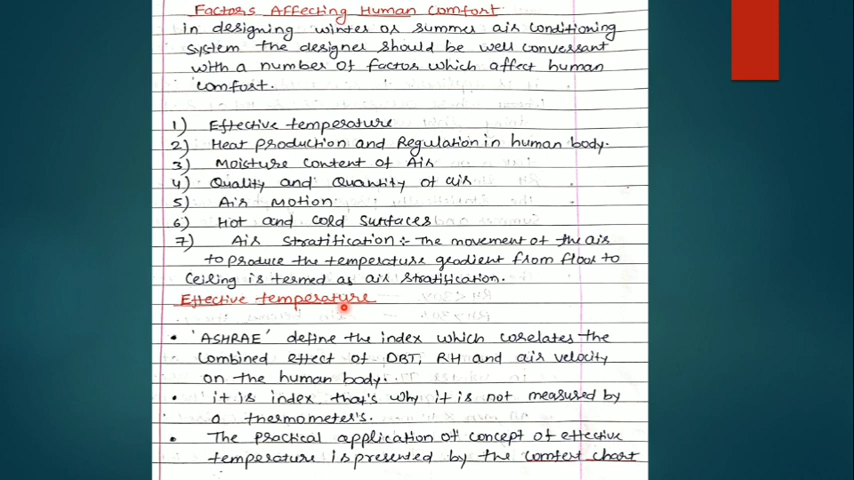 Factors Affecting Human Comfort
in designing winter or summer air conditioning
system the designer should be well conversant
with a number of factor which affect human
comfort.
1) Effective temperature
2) Heat production and Regulation in human body.
3) Moisture content of Air
4) Quality and Quantity of air
5) Air Motion
6) Hot and cold surfaces
7) Air stratification :- The movement of the air
to produce the temperature geadient from floor to
ceiling is termed as air stratification.
Effective temperature
• 'ASHRAE' define the index which corelates the
combined effect of DBT, RH and air velocity
on the human body.
• it is index that's why it is not measured by
a thermometer's.
• The practical application of concept of effective
temperature is presented by the comfort chart